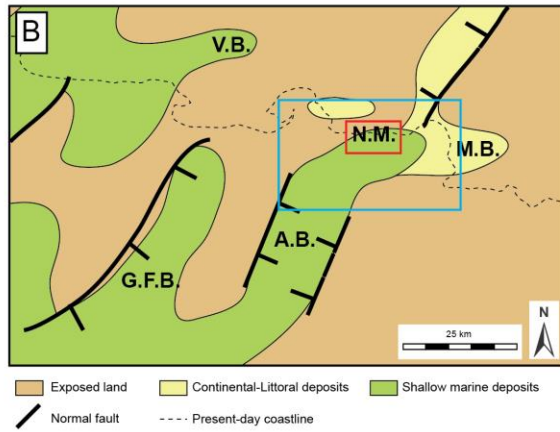 B
V.B.
N.M.
M.B.
A.B.
G.F.B.
N
25 km
Exposed land
Continental-Littoral deposits
Shallow marine deposits
Normal fault
Present-day coastline